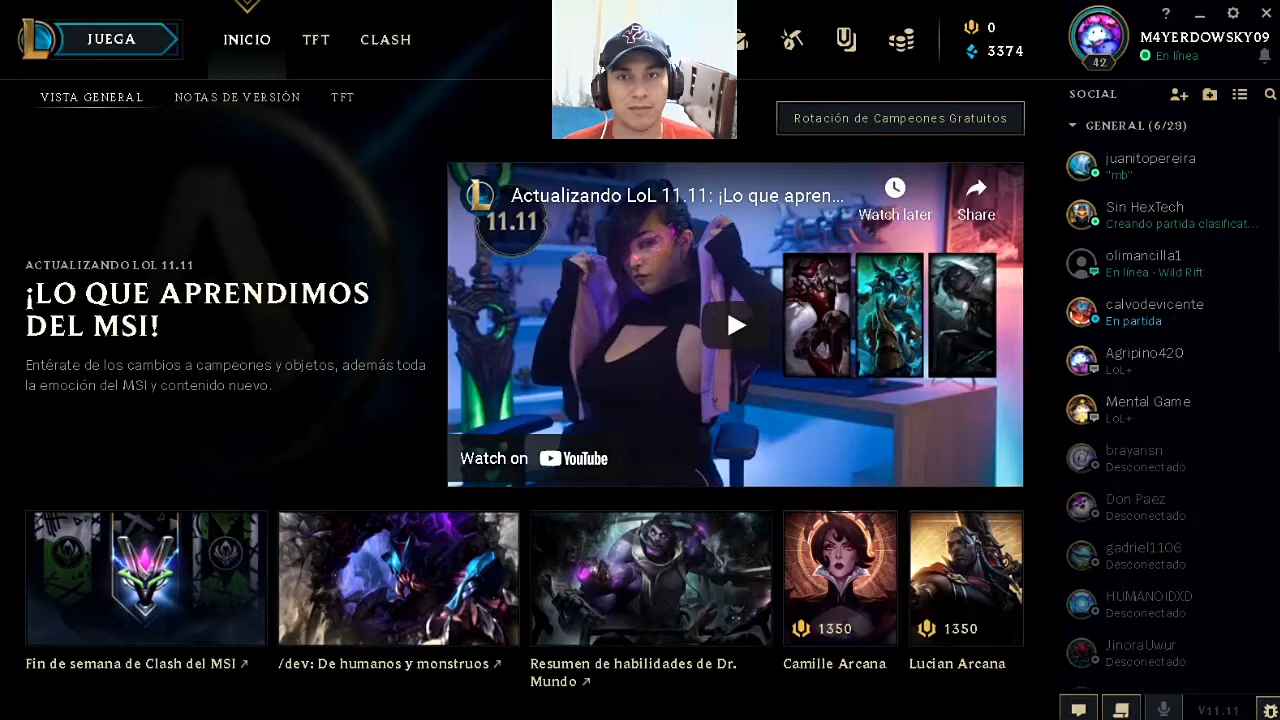 JUEGA
INICIO
TFT
CLASH
0
3374
M4YERDOWSKY09
En línea
42
VISTA GENERAL
NOTAS DE VERSIÓN
TFT
Rotación de Campeones Gratuitos
ACTUALIZANDO LOL 11.11
¡LO QUE APRENDIMOS
DEL MSI!
Entérate de los cambios a campeones y objetos, además toda
la emoción del MSI y contenido nuevo.
Actualizando LoL 11.11: ¡Lo que apren...
Watch later
Share
11.11
Watch on YouTube
Fin de semana de Clash del MSI ↗
/dev: De humanos y monstruos ↗
Resumen de habilidades de Dr.
Mundo ↗
1350
Camille Arcana
1350
Lucian Arcana
SOCIAL
GENERAL (6/28)
juanitopereira
"mb"
Sin HexTech
Creando partida clasificat...
olimancilla1
En línea · Wild Rift
calvodevicente
En partida
Agripino420
LoL+
Mental Game
LoL+
brayansn
Desconectado
Don Paez
Desconectado
gadriel1106
Desconectado
HUMANOIDXD
Desconectado
JinoraUwur
Desconectado
V11.11